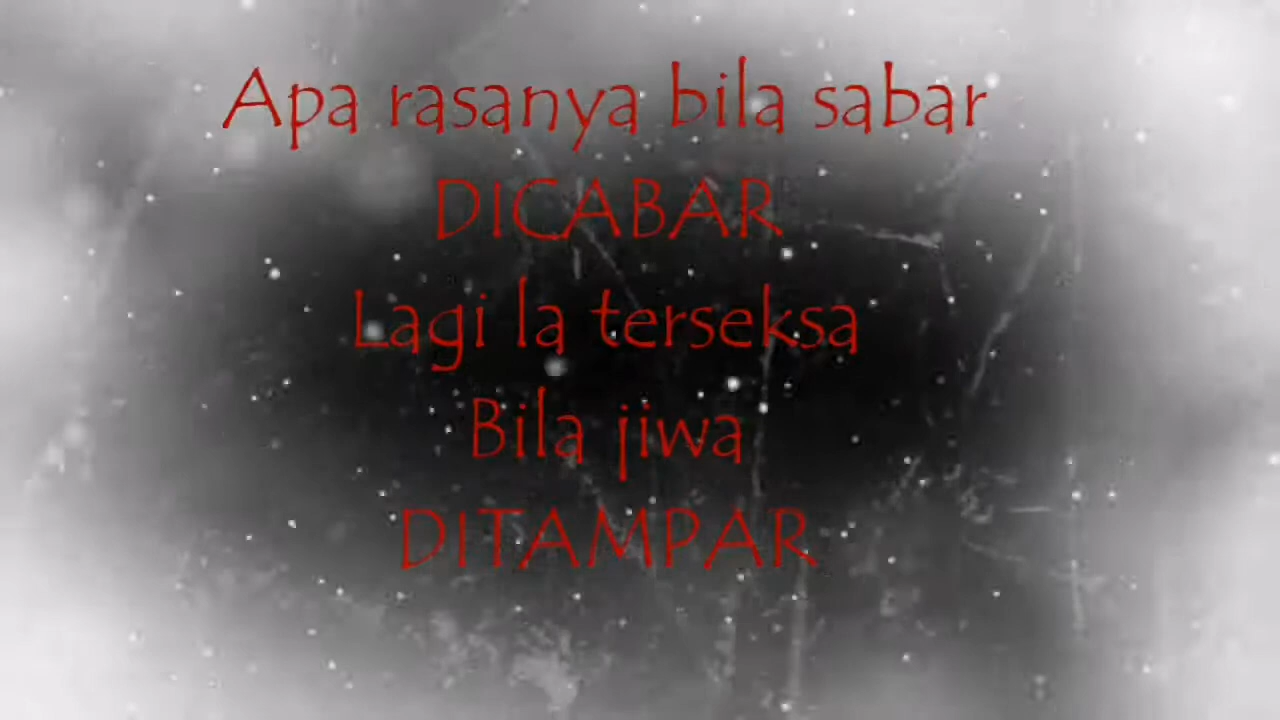 Apa rasanya bila sabar
DICABAR
Lagi la terseksa
Bila jiwa
DITAMPAR